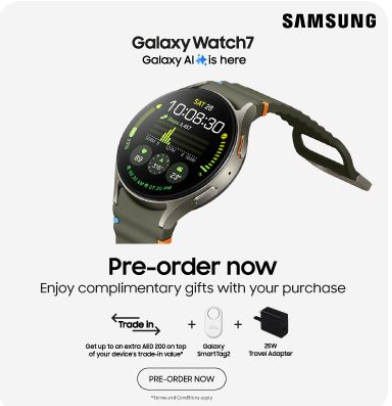 SAMSUNG
Galaxy Watch7
Galaxy AI is here
SAT 28
10:08:30
Pre-order now
Enjoy complimentary gifts with your purchase
Trade in
+
+
Get up to an extra AED 200 on top
of your device's trade-in value*
Galaxy
SmartTag2
25W
Travel Adapter
PRE-ORDER NOW
*Terms and Conditions apply